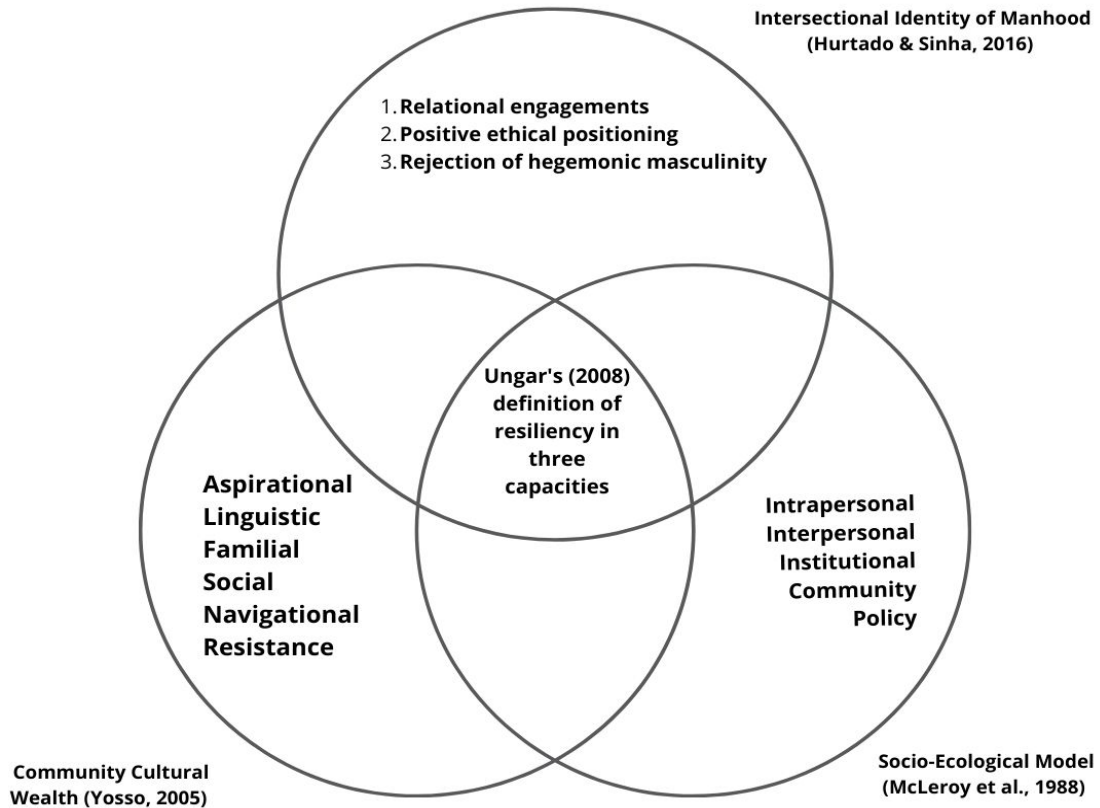 Intersectional Identity of Manhood
(Hurtado & Sinha, 2016)
1. Relational engagements
2. Positive ethical positioning
3. Rejection of hegemonic masculinity
Ungar's (2008)
definition of
resiliency in
three
capacities
Aspirational
Linguistic
Familial
Social
Navigational
Resistance
Intrapersonal
Interpersonal
Institutional
Community
Policy
Community Cultural
Wealth (Yosso, 2005)
Socio-Ecological Model
(McLeroy et al., 1988)